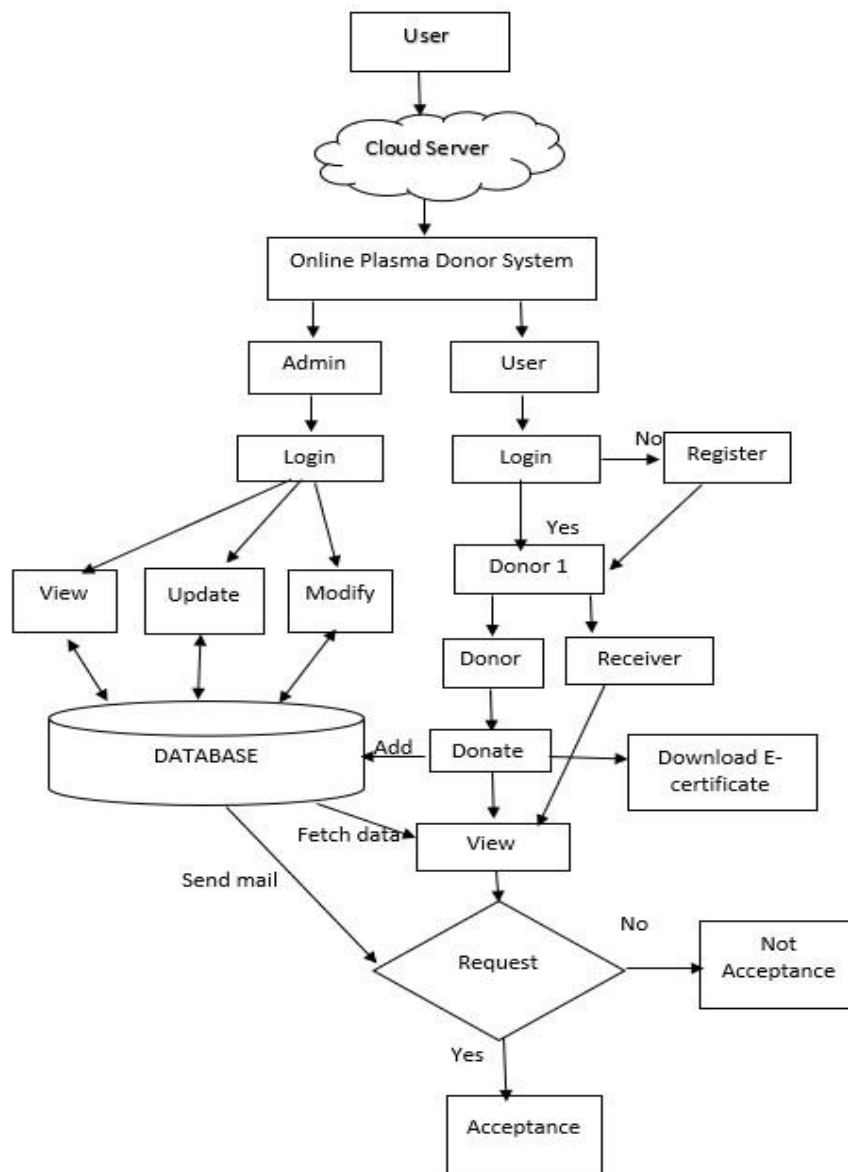 User
Cloud Server
Online Plasma Donor System
Admin
User
Login
Login
No
Register
Yes
View
Update
Modify
Donor 1
Donor
Receiver
DATABASE
Add
Donate
Download E-
certificate
Fetch data
View
Send mail
Request
No
Not
Acceptance
Yes
Acceptance